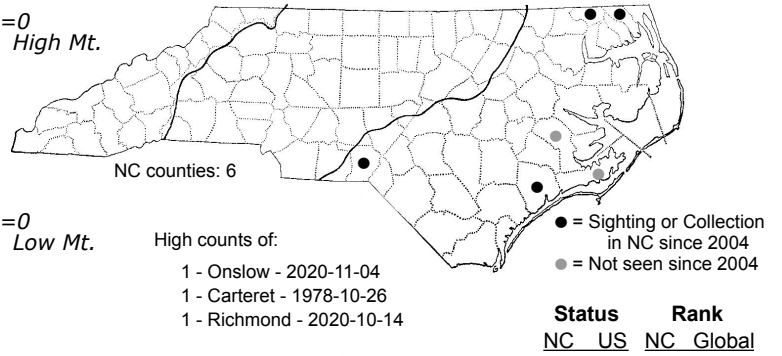 =0
High Mt.
NC counties: 6
=0
Low Mt.
High counts of:
1 - Onslow - 2020-11-04
1 - Carteret - 1978-10-26
1 - Richmond - 2020-10-14
= Sighting or Collection
in NC since 2004
= Not seen since 2004
Status Rank
NC US NC Global